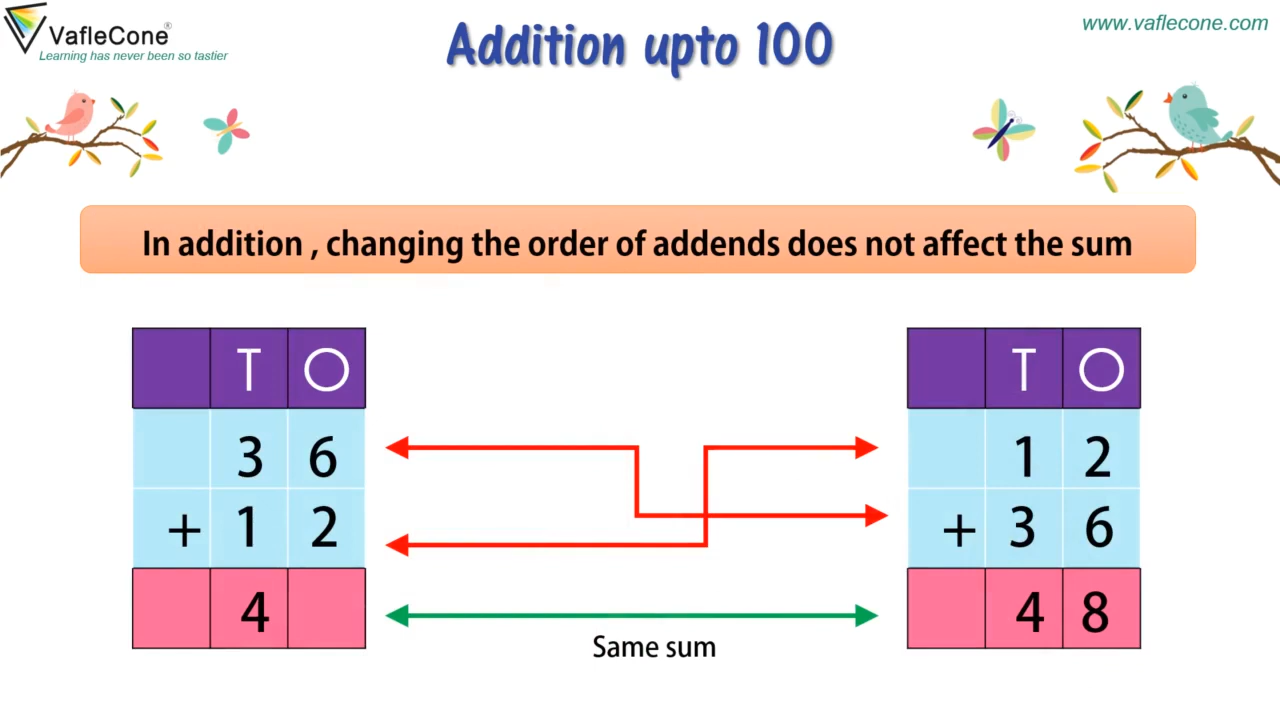 VafleCone®
Learning has never been so tastier
Addition upto 100
www.vaflecone.com
In addition , changing the order of addends does not affect the sum
T O
3 6
+ 1 2
4
T O
1 2
+ 3 6
4 8
Same sum